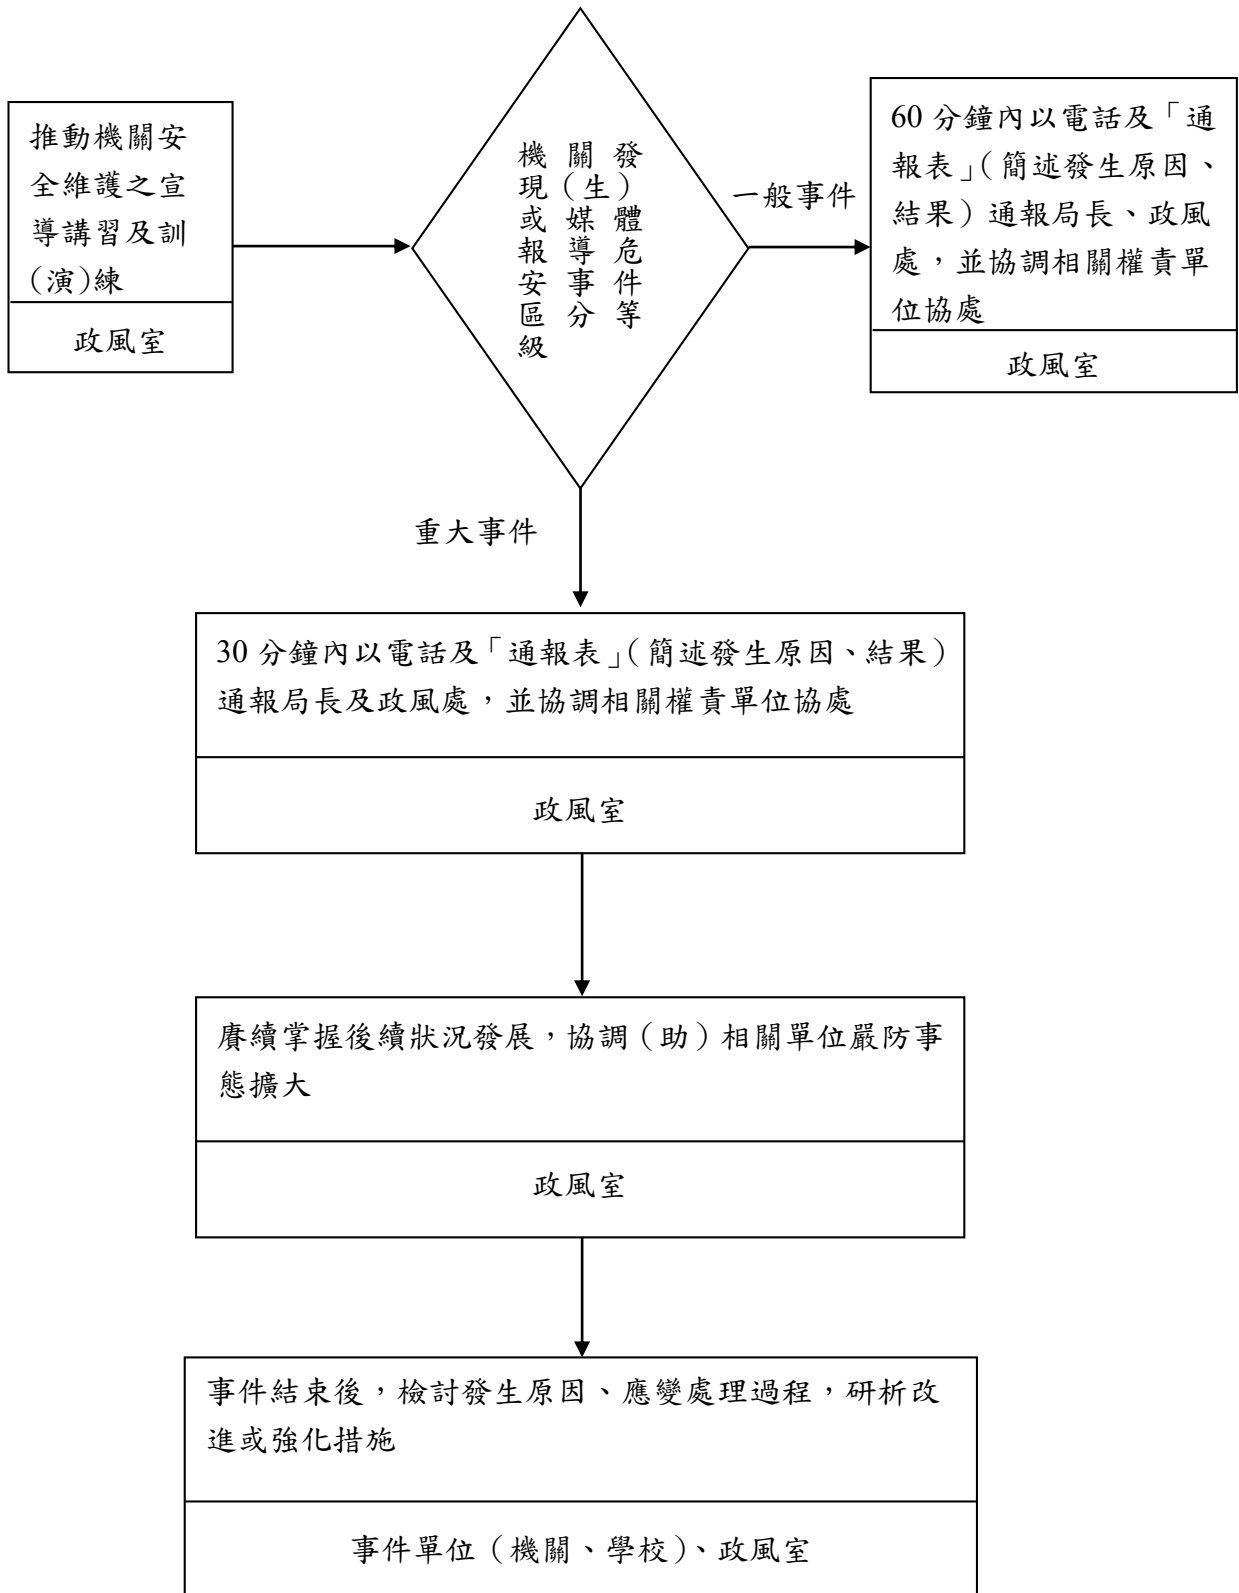 推動機關安
全維護之宣
導講習及訓
(演)練
政風室
機關發
現（生）
或媒體
報導危
安事件
區分等
級
一般事件
60 分鐘內以電話及「通
報表」（簡述發生原因、
結果）通報局長、政風
處，並協調相關權責單
位協處
政風室
重大事件
30 分鐘內以電話及「通報表」（簡述發生原因、結果）
通報局長及政風處，並協調相關權責單位協處
政風室
賡續掌握後續狀況發展，協調（助）相關單位嚴防事
態擴大
政風室
事件結束後，檢討發生原因、應變處理過程，研析改
進或強化措施
事件單位（機關、學校）、政風室